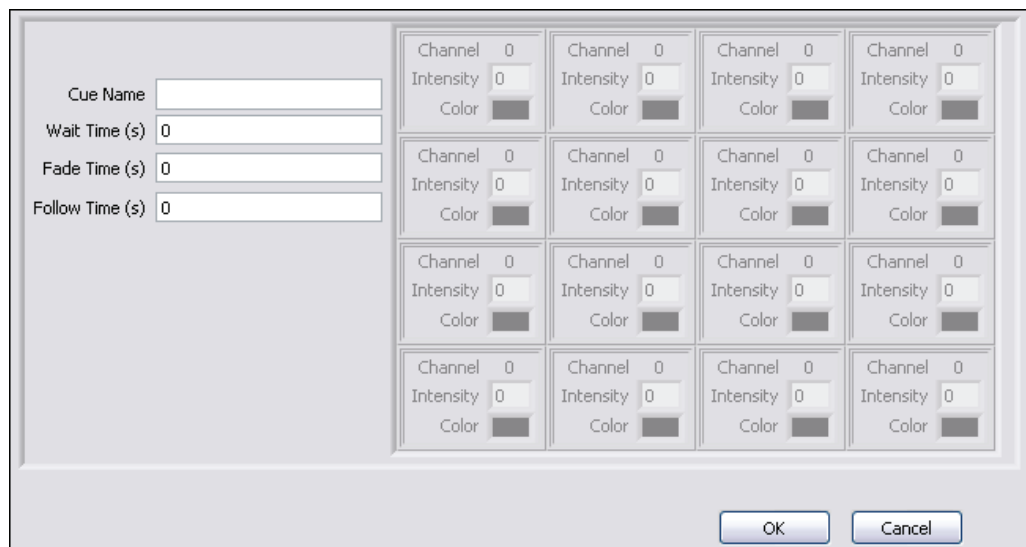 Cue Name
Wait Time (s) 0
Fade Time (s) 0
Follow Time (s) 0
Channel 0 Channel 0 Channel 0 Channel 0
Intensity 0 Intensity 0 Intensity 0 Intensity 0
Color Color Color Color
Channel 0 Channel 0 Channel 0 Channel 0
Intensity 0 Intensity 0 Intensity 0 Intensity 0
Color Color Color Color
Channel 0 Channel 0 Channel 0 Channel 0
Intensity 0 Intensity 0 Intensity 0 Intensity 0
Color Color Color Color
Channel 0 Channel 0 Channel 0 Channel 0
Intensity 0 Intensity 0 Intensity 0 Intensity 0
Color Color Color Color
OK Cancel